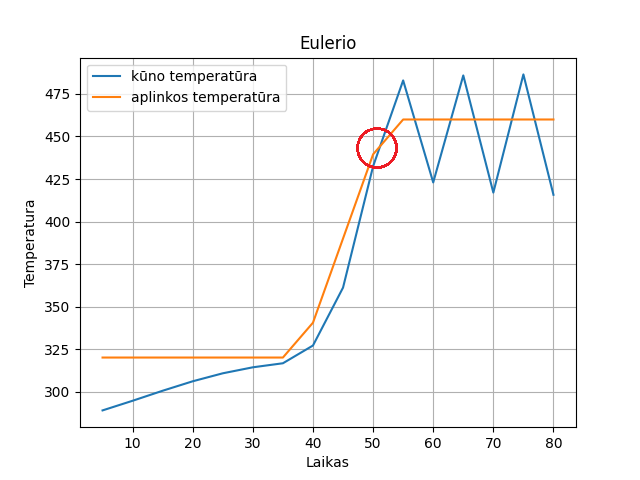 Eulerio
kūno temperatūra
aplinkos temperatūra
Temperatura
475
450
425
400
375
350
325
300
10 20 30 40 50 60 70 80
Laikas